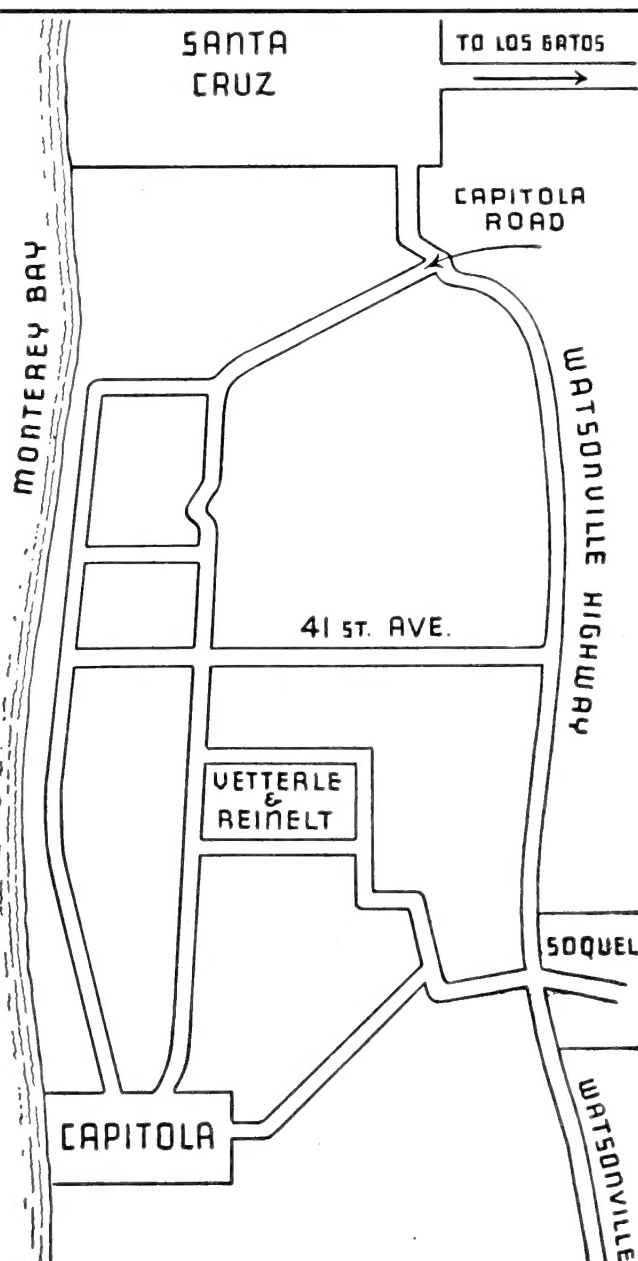 SANTA
CRUZ
TO LOS GATOS
CAPITOLA
ROAD
MONTEREY BAY
WATSONVILLE HIGHWAY
41 ST. AVE.
VETTERLE
&
REINELT
SOQUEL
CAPITOLA
WATSONVILLE